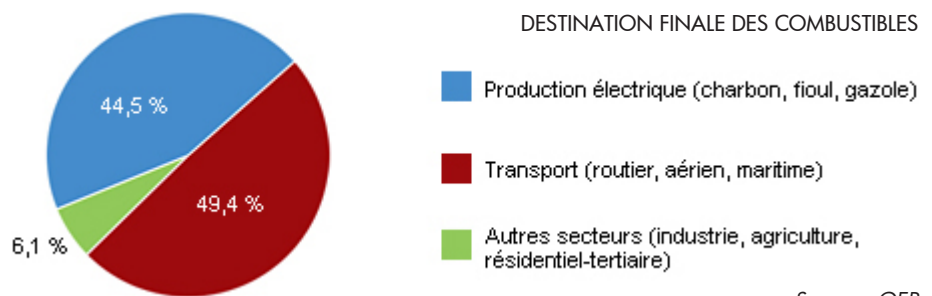 DESTINATION FINALE DES COMBUSTIBLES
44,5 %
49,4 %
6,1 %
Production électrique (charbon, fioul, gazole)
Transport (routier, aérien, maritime)
Autres secteurs (industrie, agriculture,
résidentiel-tertiaire)